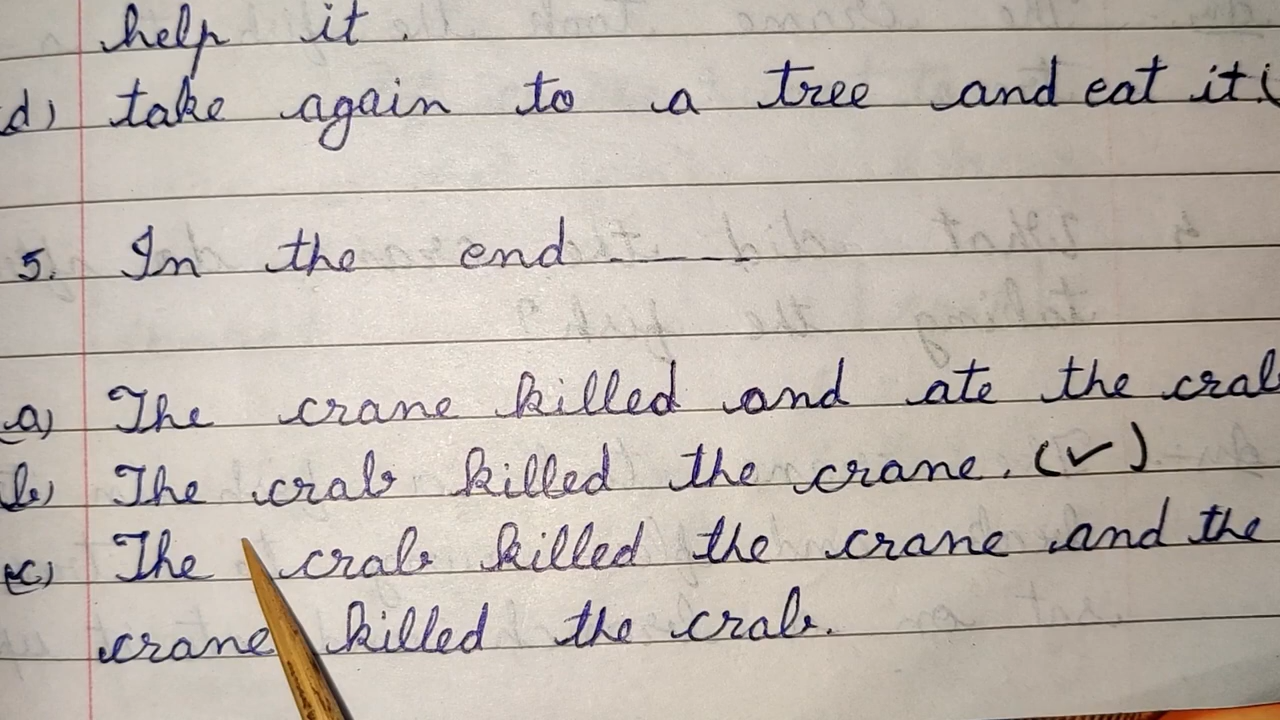 help it.
d) take again to a tree and eat it (
5. In the end _ _ _ _
a) The crane killed and ate the crab
b) The crab killed the crane. (✓)
c) The crab killed the crane and the
crane killed the crab.